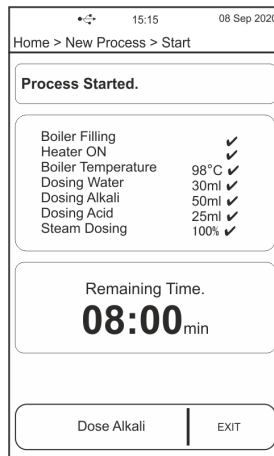 15:15 08 Sep 2020
Home > New Process > Start
Process Started.
Boiler Filling ✔
Heater ON ✔
Boiler Temperature 98°C ✔
Dosing Water 30ml ✔
Dosing Alkali 50ml ✔
Dosing Acid 25ml ✔
Steam Dosing 100% ✔
Remaining Time.
08:00min
Dose Alkali EXIT